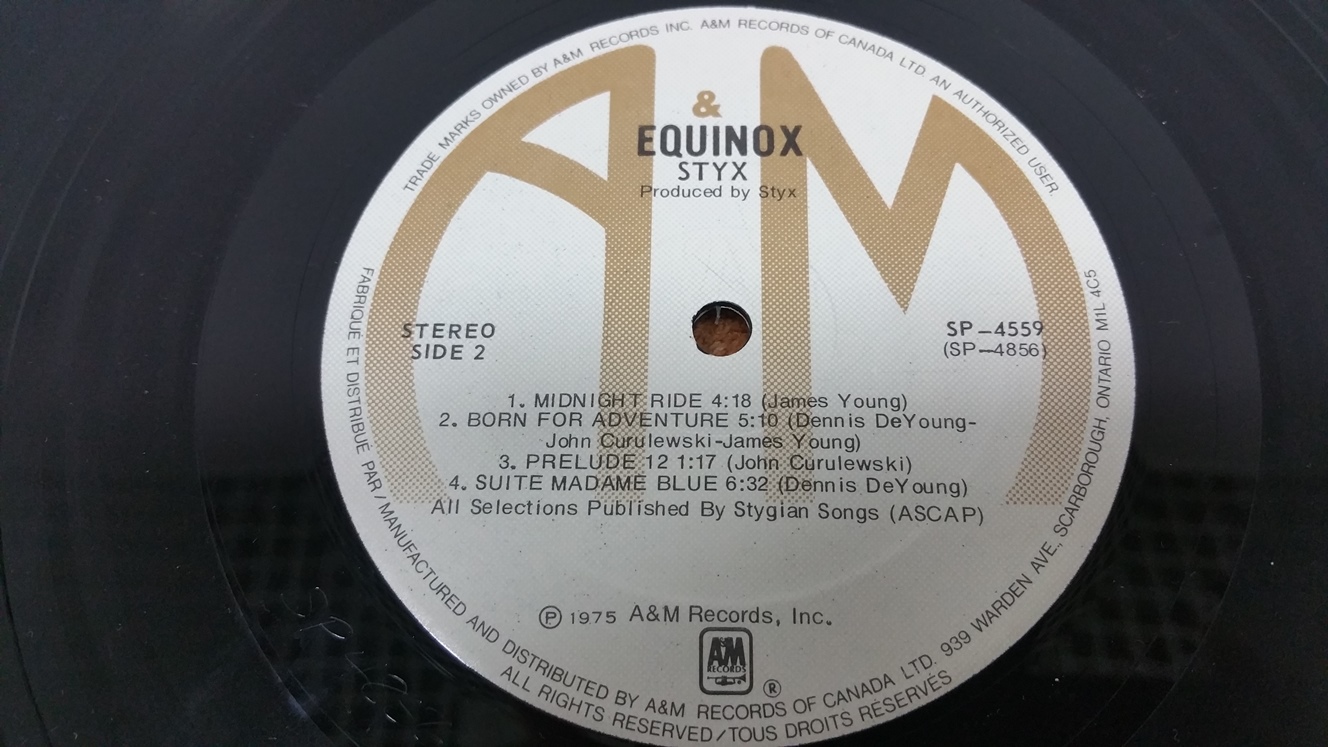 TRADE MARKS OWNED BY A&M RECORDS INC. A&M RECORDS OF CANADA LTD. AN AUTHORIZED USER.
&
AM
EQUINOX
STYX
Produced by Styx
STEREO
SIDE 2
SP-4559
(SP-4856)
1. MIDNIGHT RIDE 4:18 (James Young)
2. BORN FOR ADVENTURE 5:10 (Dennis DeYoung-
John Curulewski-James Young)
3. PRELUDE 12 1:17 (John Curulewski)
4. SUITE MADAME BLUE 6:32 (Dennis DeYoung)
All Selections Published By Stygian Songs (ASCAP)
Ⓟ 1975 A&M Records, Inc.
A&M
RECORDS
®
FABRIQUÉ ET DISTRIBUÉ PAR/MANUFACTURED AND DISTRIBUTED BY A&M RECORDS OF CANADA LTD. 939 WARDEN AVE., SCARBOROUGH, ONTARIO M1L 4C5
ALL RIGHTS RESERVED/TOUS DROITS RÉSERVÉS